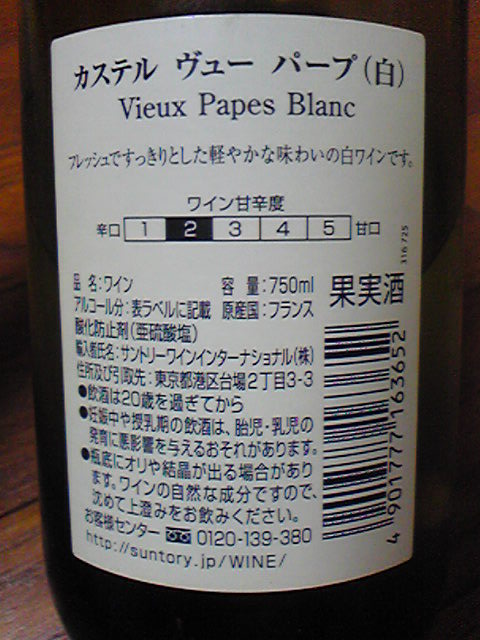 カステル ヴュー パープ(白)
Vieux Papes Blanc
フレッシュですっきりとした軽やかな味わいの白ワインです。
ワイン甘辛度
辛口 1 2 3 4 5 甘口
316 725
品 名:ワイン 容 量:750ml
アルコール分:表ラベルに記載 原産国:フランス
果実酒
酸化防止剤(亜硫酸塩)
輸入者氏名:サントリーワインインターナショナル(株)
住所及び引取先:東京都港区台場2丁目3-3
●飲酒は20歳を過ぎてから
●妊娠中や授乳期の飲酒は、胎児・乳児の
発育に悪影響を与えるおそれがあります。
●瓶底にオリや結晶が出る場合があり
ます。ワインの自然な成分ですので、
沈めて上澄みをお飲みください。
お客様センター 0120-139-380
http://suntory.jp/WINE/
4 901777 163652